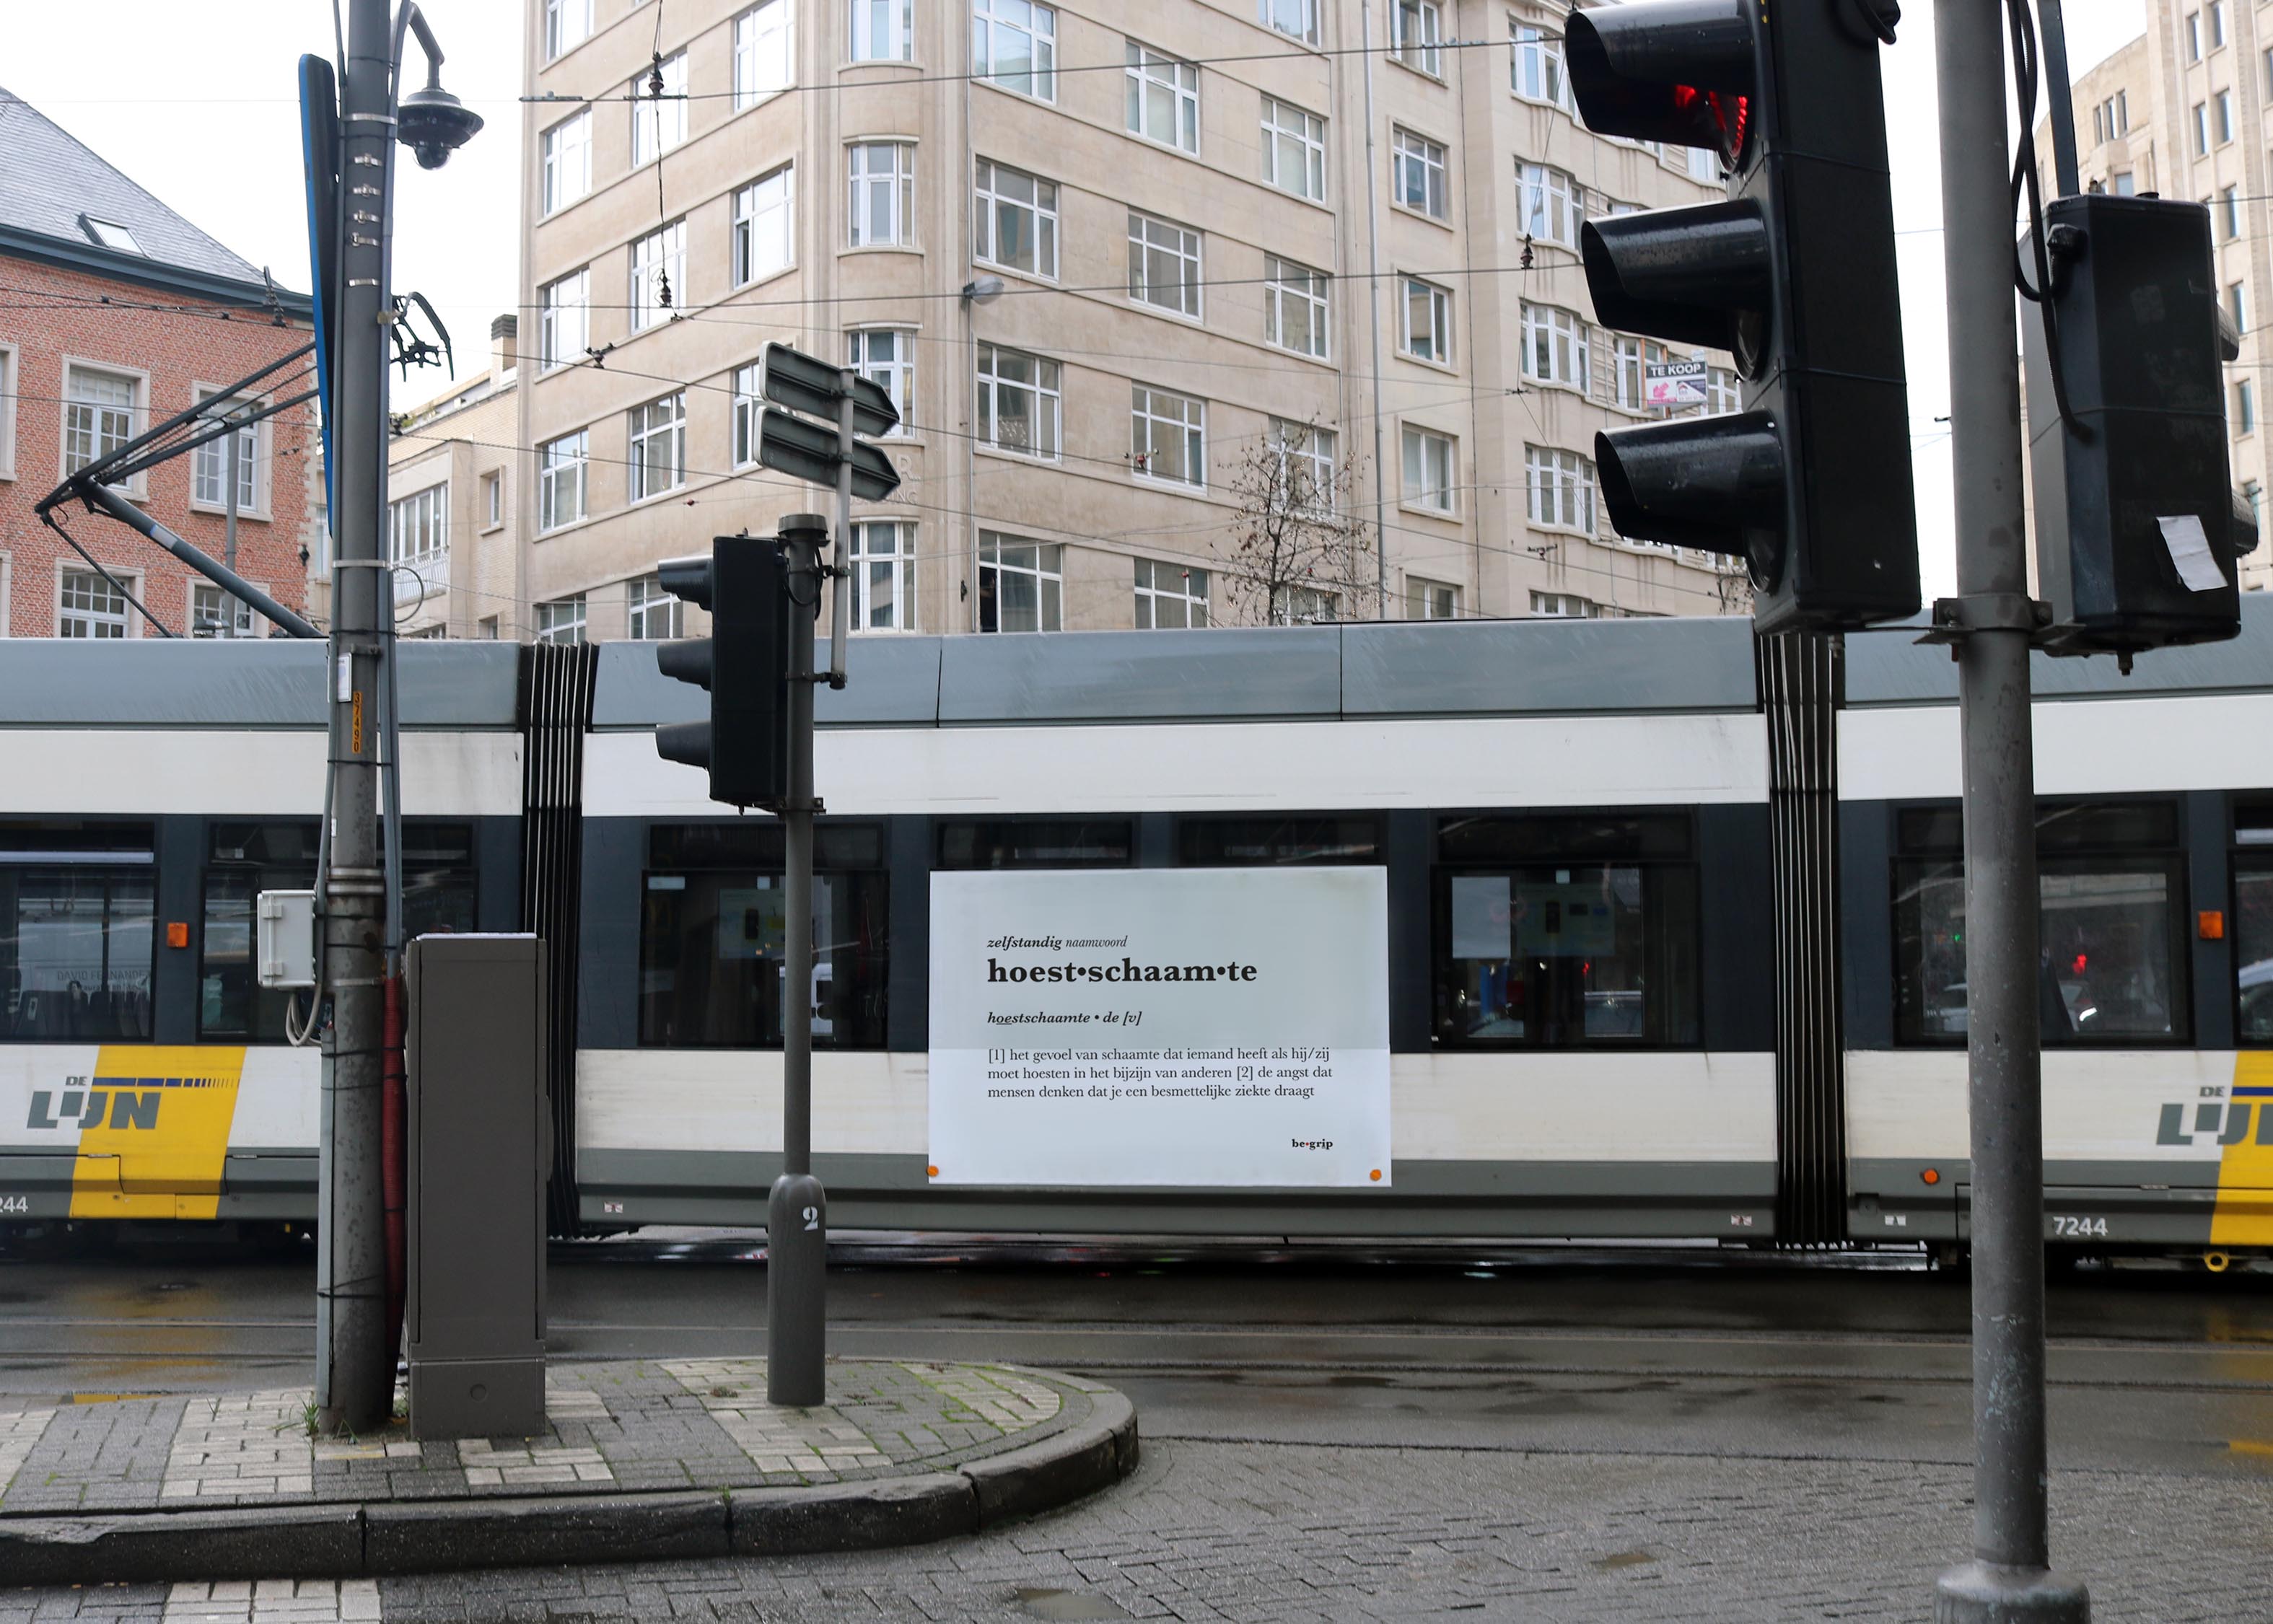 TE KOOP
37490
zelfstandig naamwoord
hoest•schaam•te
hoestschaamte • de [v]
[1] het gevoel van schaamte dat iemand heeft als hij/zij
moet hoesten in het bijzijn van anderen [2] de angst dat
mensen denken dat je een besmettelijke ziekte draagt
be•grip
DE
LIJN
DE
244
2
7244